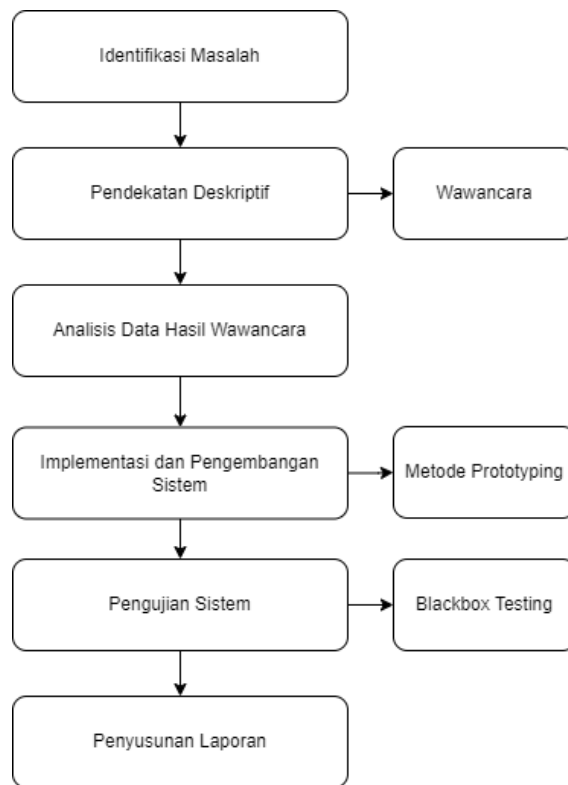 Identifikasi Masalah
Pendekatan Deskriptif
Wawancara
Analisis Data Hasil Wawancara
Implementasi dan Pengembangan
Sistem
Metode Prototyping
Pengujian Sistem
Blackbox Testing
Penyusunan Laporan